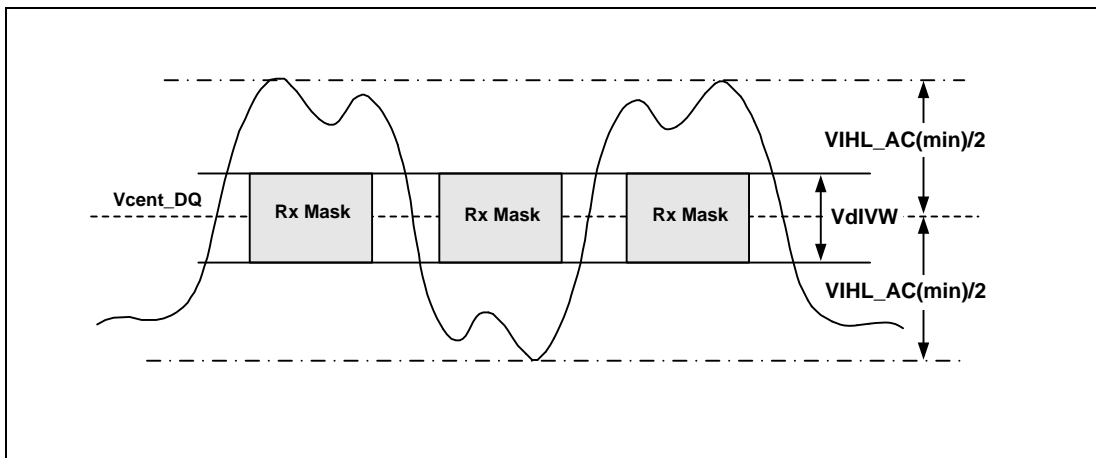 VIHL_AC(min)/2
Vcent_DQ
Rx Mask
Rx Mask
Rx Mask
VdIVW
VIHL_AC(min)/2